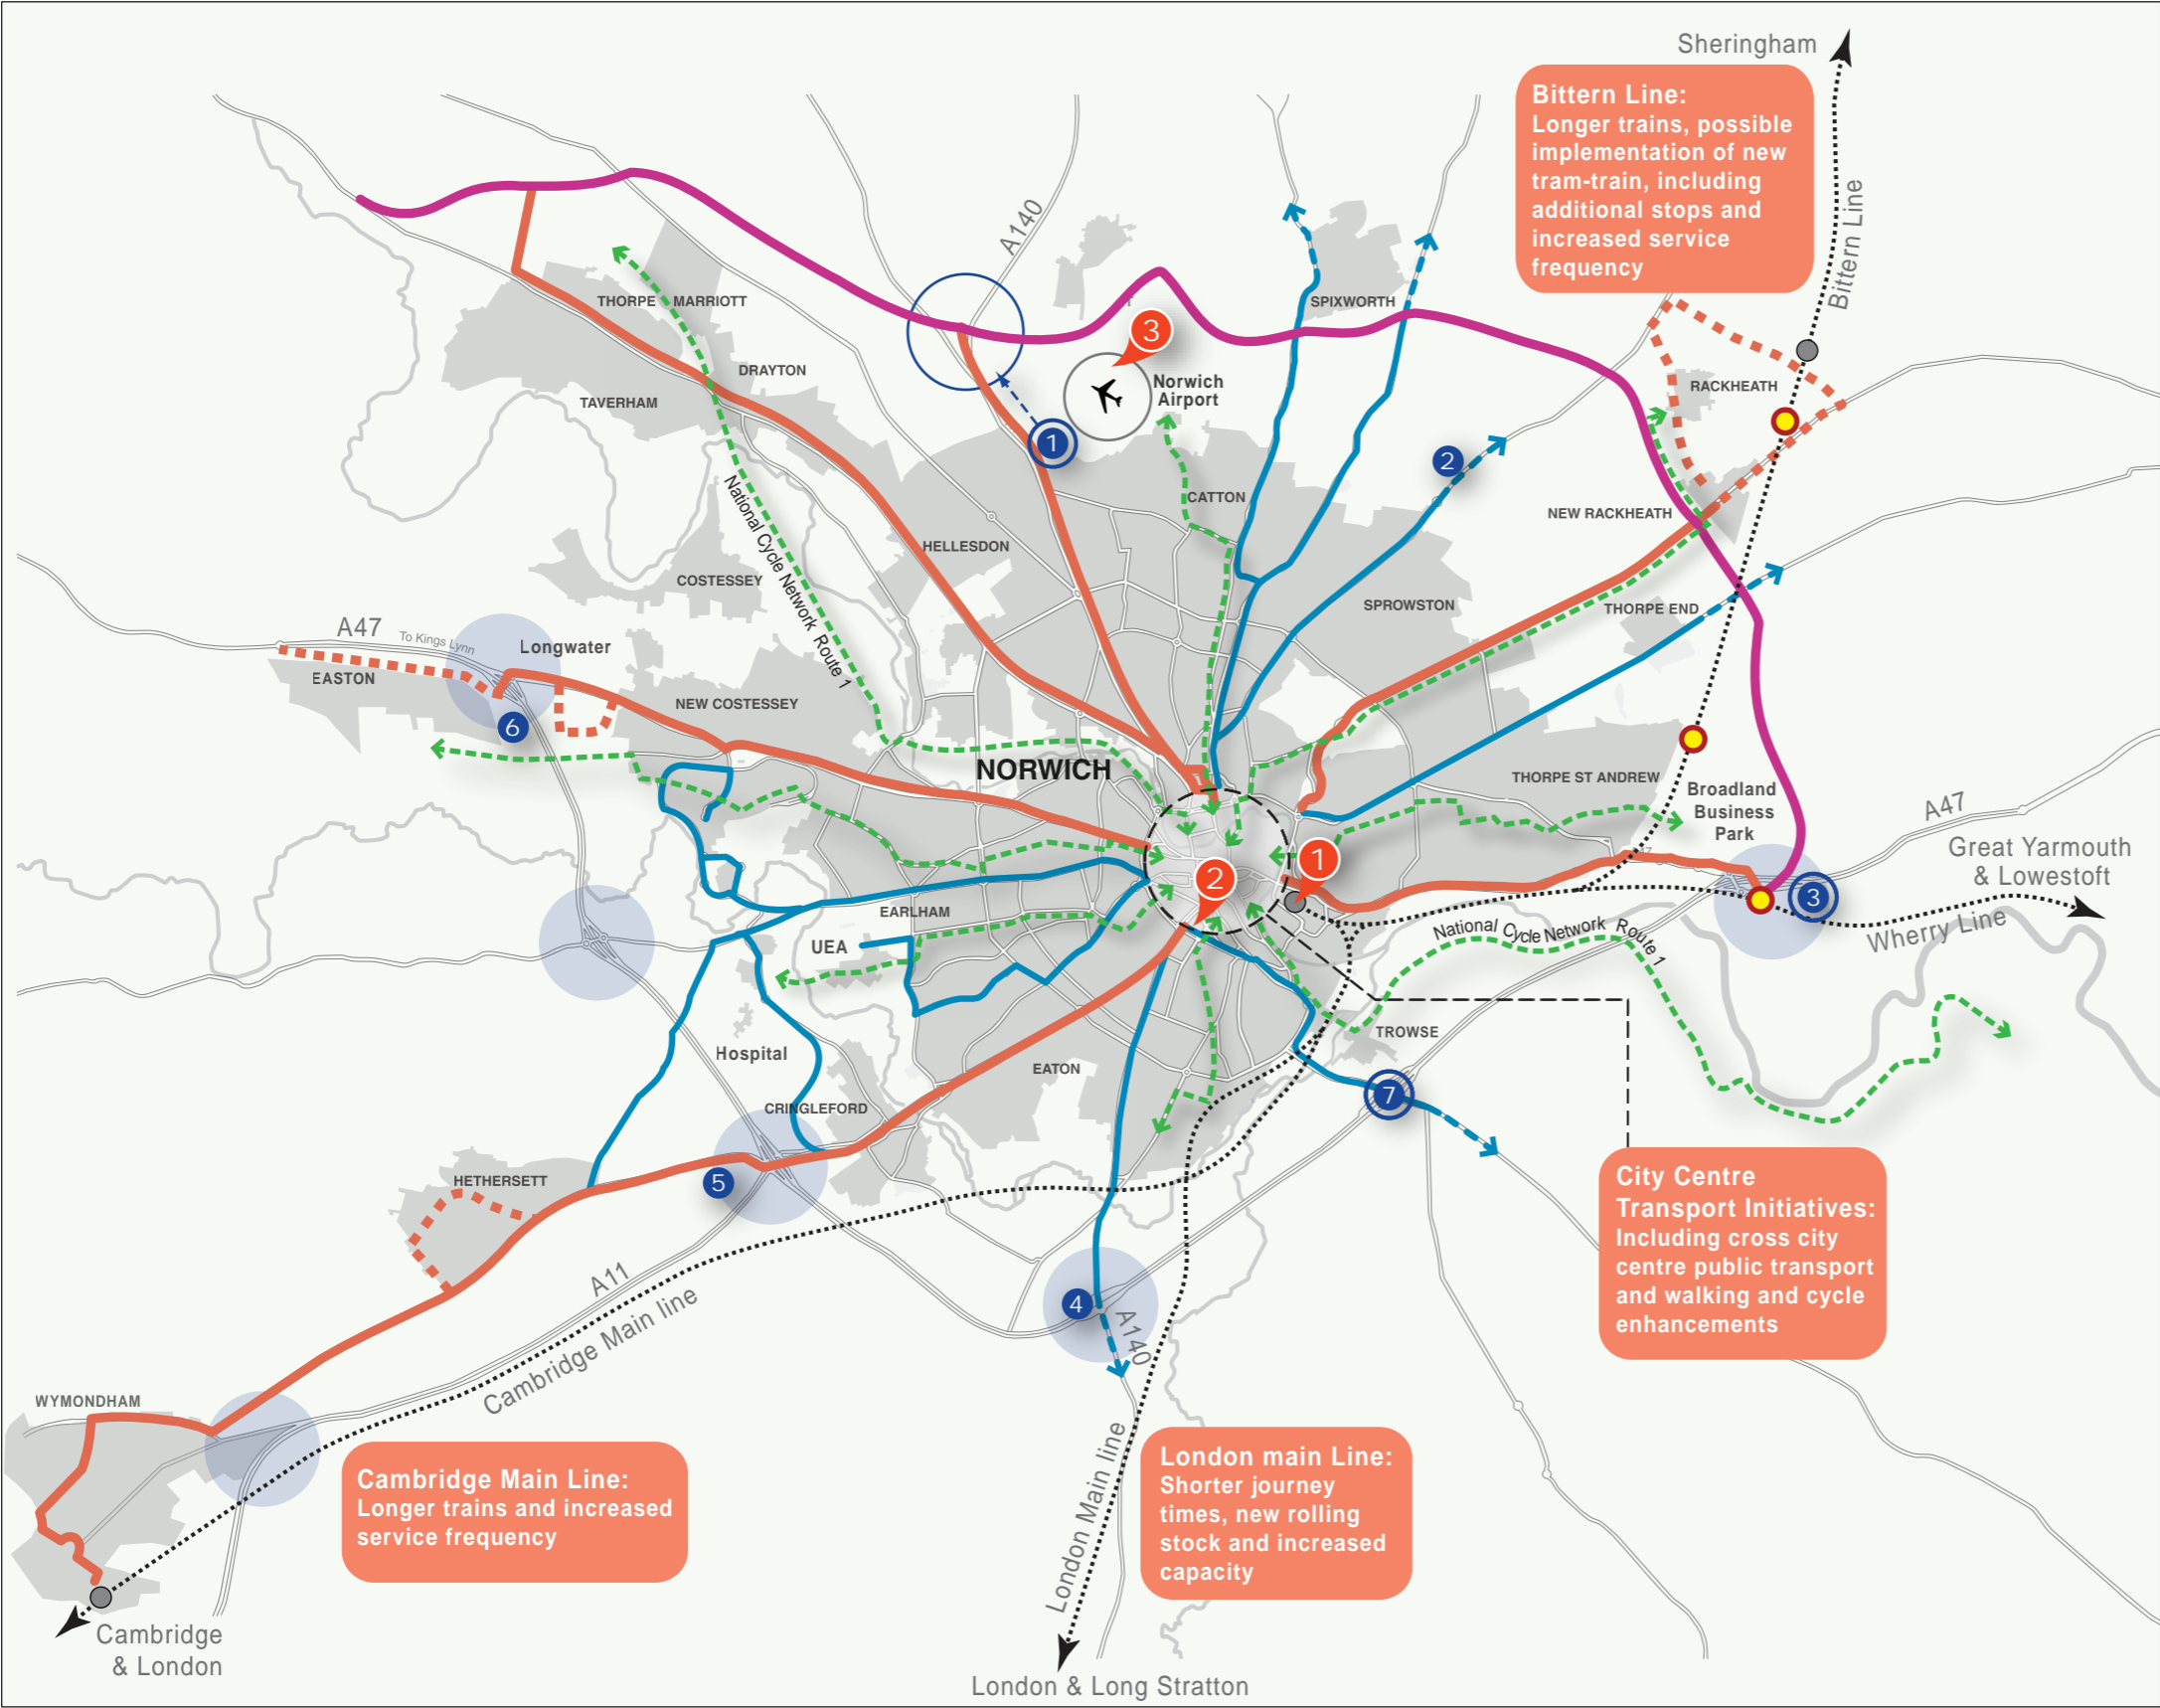 Sheringham
Bittern Line:
Longer trains, possible
implementation of new
tram-train, including
additional stops and
increased service
frequency
Bittern Line
A140
THORPE MARRIOTT
SPIXWORTH
3
DRAYTON
Norwich
Airport
RACKHEATH
TAVERHAM
1
2
National Cycle Network Route 1
CATTON
NEW RACKHEATH
HELLESDON
COSTESSEY
SPROWSTON
THORPE END
A47
To Kings Lynn
Longwater
EASTON
NEW COSTESSEY
6
NORWICH
THORPE ST ANDREW
Broadland
Business
Park
A47
Great Yarmouth
& Lowestoft
1
2
3
EARLHAM
UEA
National Cycle Network Route 1
Wherry Line
TROWSE
Hospital
EATON
7
CRINGLEFORD
HETHERSETT
5
City Centre
Transport Initiatives:
Including cross city
centre public transport
and walking and cycle
enhancements
A11
4
A140
Cambridge Main line
WYMONDHAM
Cambridge Main Line:
Longer trains and increased
service frequency
London Main line
London main Line:
Shorter journey
times, new rolling
stock and increased
capacity
Cambridge
& London
London & Long Stratton